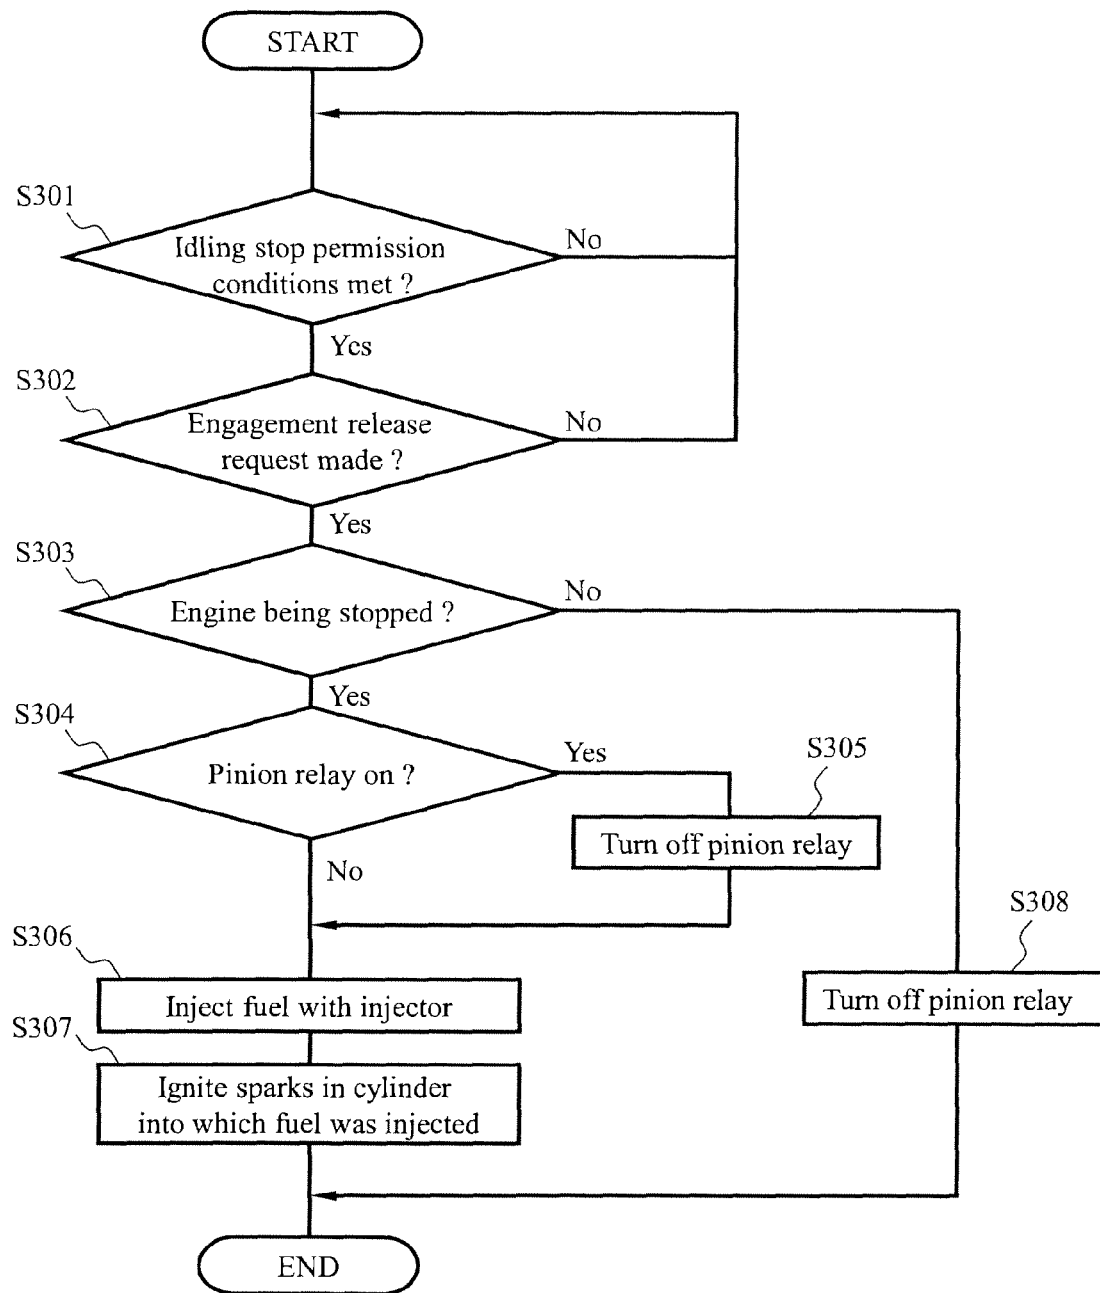 START
S301
Idling stop permission
conditions met ?
No
Yes
S302
Engagement release
request made ?
No
Yes
S303
Engine being stopped ?
No
Yes
S304
Pinion relay on ?
Yes
S305
Turn off pinion relay
No
S308
Turn off pinion relay
S306
Inject fuel with injector
S307
Ignite sparks in cylinder
into which fuel was injected
END